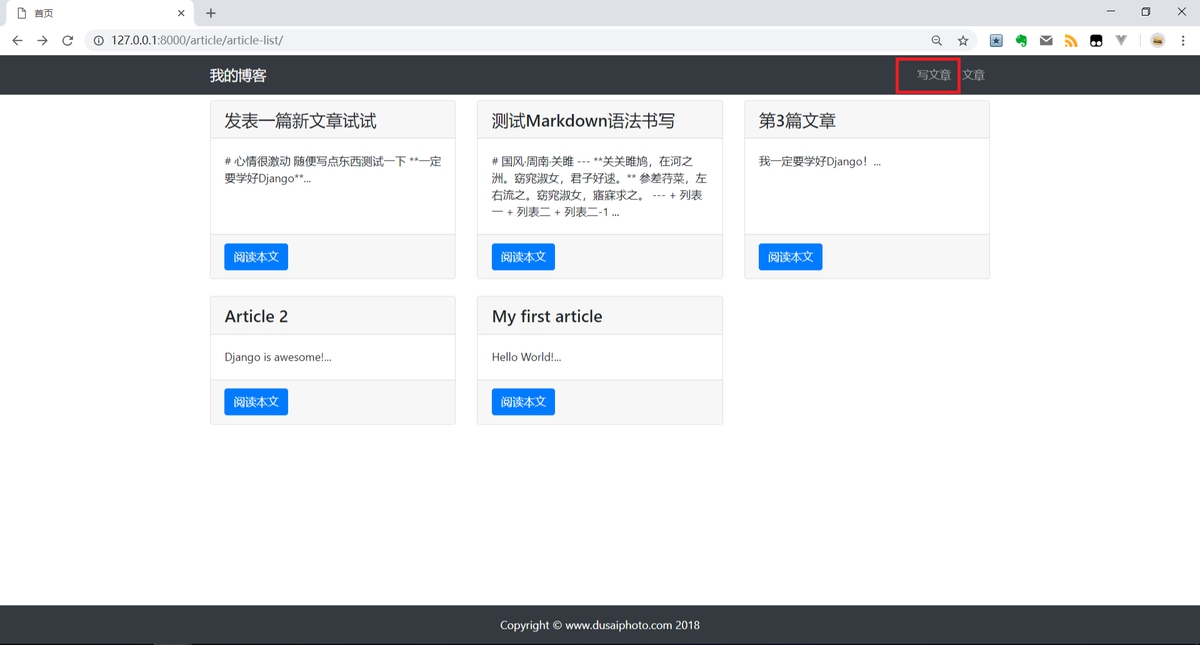 首页
127.0.0.1:8000/article/article-list/
我的博客
写文章 文章
发表一篇新文章试试
# 心情很激动 随便写点东西测试一下 **一定
要学好Django**...
阅读本文
测试Markdown语法书写
# 国风·周南·关雎 --- **关关雎鸠，在河之
洲。窈窕淑女，君子好逑。** 参差荇菜，左
右流之。窈窕淑女，寤寐求之。 --- + 列表
一 + 列表二 + 列表二-1 ...
阅读本文
第3篇文章
我一定要学好Django！...
阅读本文
Article 2
Django is awesome!...
阅读本文
My first article
Hello World!...
阅读本文
Copyright © www.dusaiphoto.com 2018